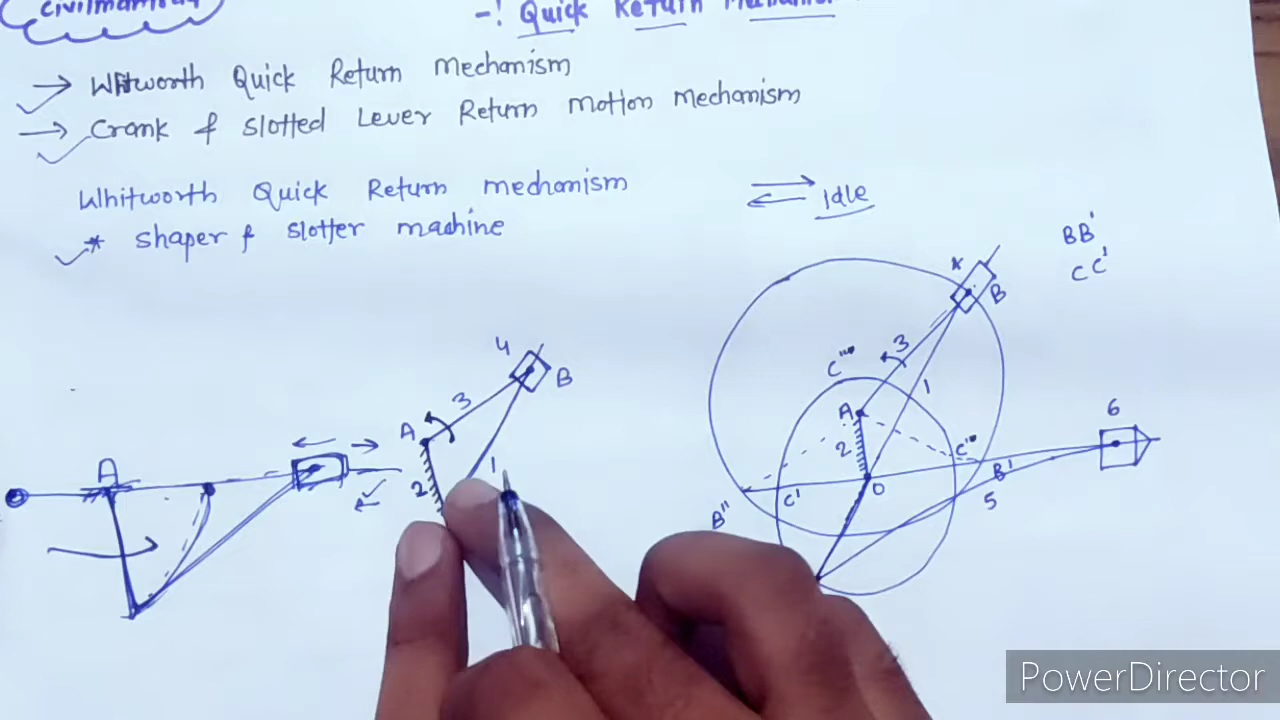 -! Quick Return Mechanism
→ Whitworth Quick Return Mechanism
→ Crank & Slotted Lever Return Motion Mechanism
Whitworth Quick Return mechanism
Idle
* Shaper & Slotter machine
BB'
CC'
4
B
3
A
1
2
A
B
3
C'''
1
A
2
C''
6
B'
C'
O
5
B''
PowerDirector